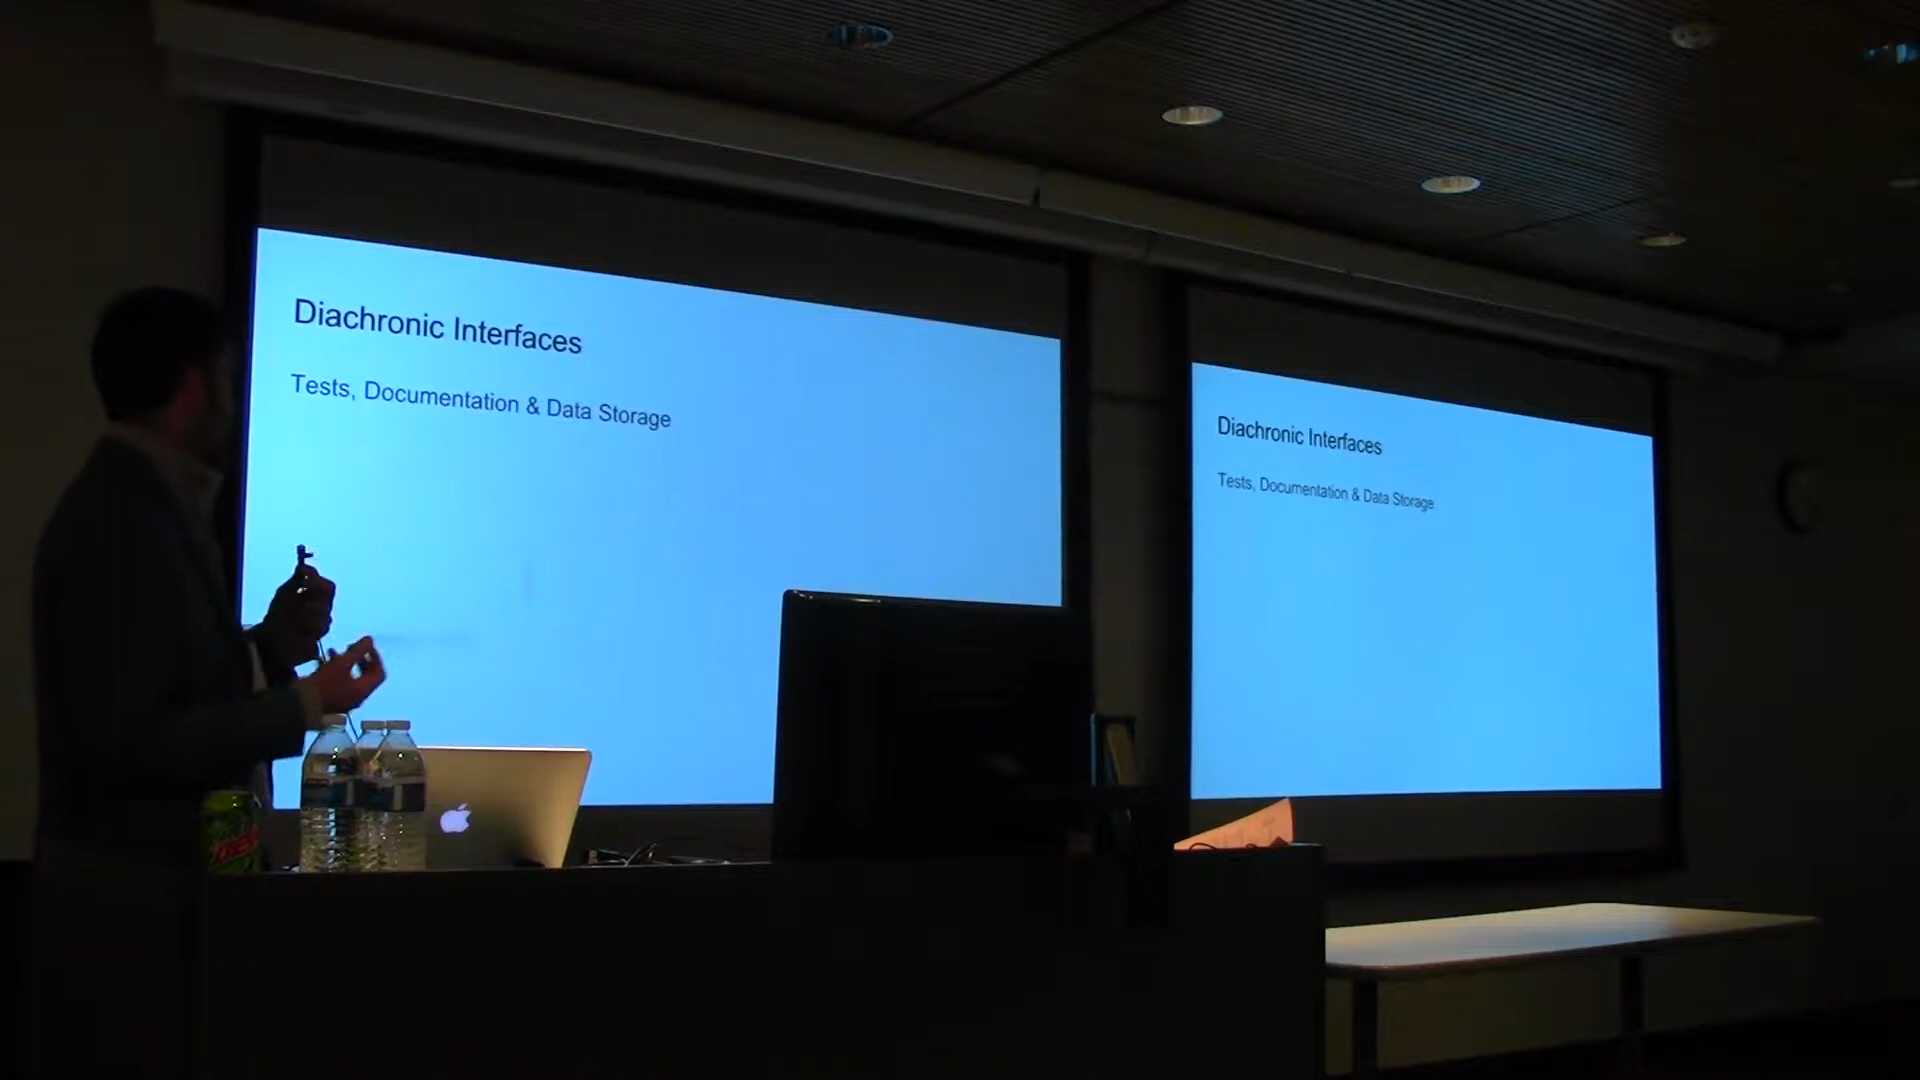 Diachronic Interfaces
Tests, Documentation & Data Storage
Diachronic Interfaces
Tests, Documentation & Data Storage